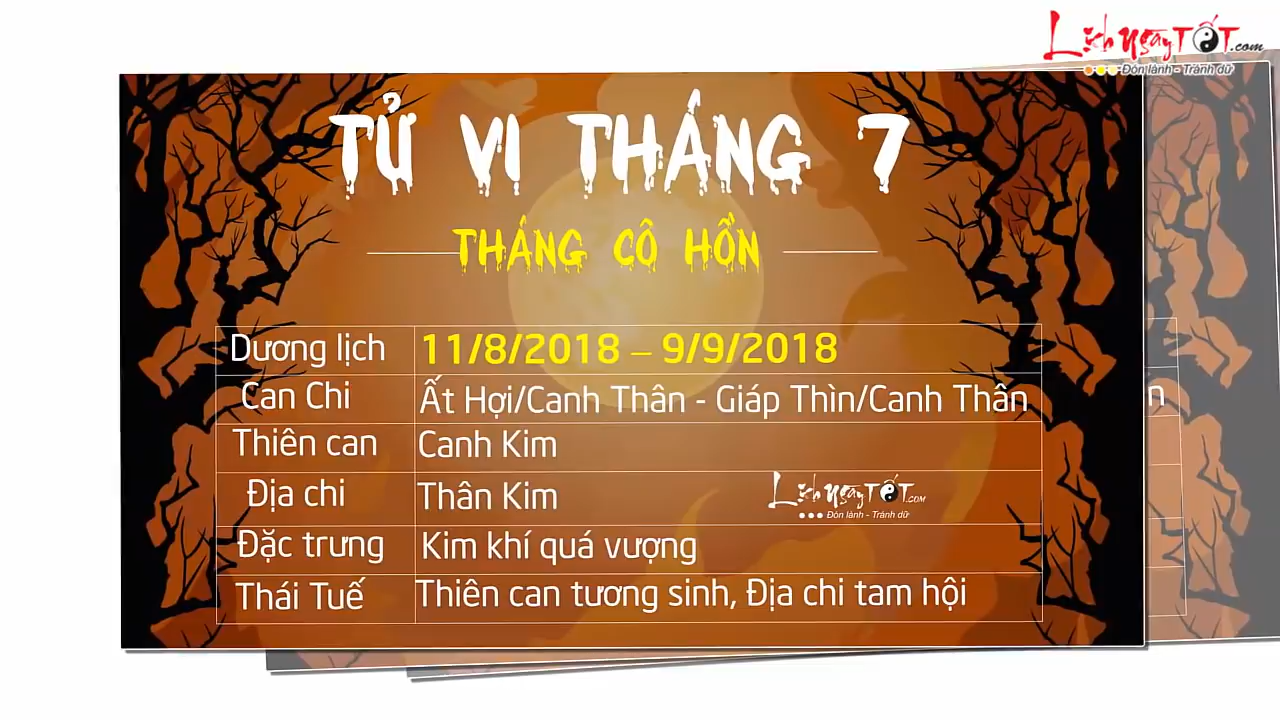 LịchNgàyTỐT.com
Đón lành - Tránh dữ
TỬ VI THÁNG 7
THÁNG CÔ HỒN
Dương lịch 11/8/2018 – 9/9/2018
Can Chi Ất Hợi/Canh Thân - Giáp Thìn/Canh Thân
n
Thiên can Canh Kim
Địa chi Thân Kim
LịchNgàyTỐT.COM
Đón lành - Tránh dữ
Đặc trưng Kim khí quá vượng
Thái Tuế Thiên can tương sinh, Địa chi tam hội